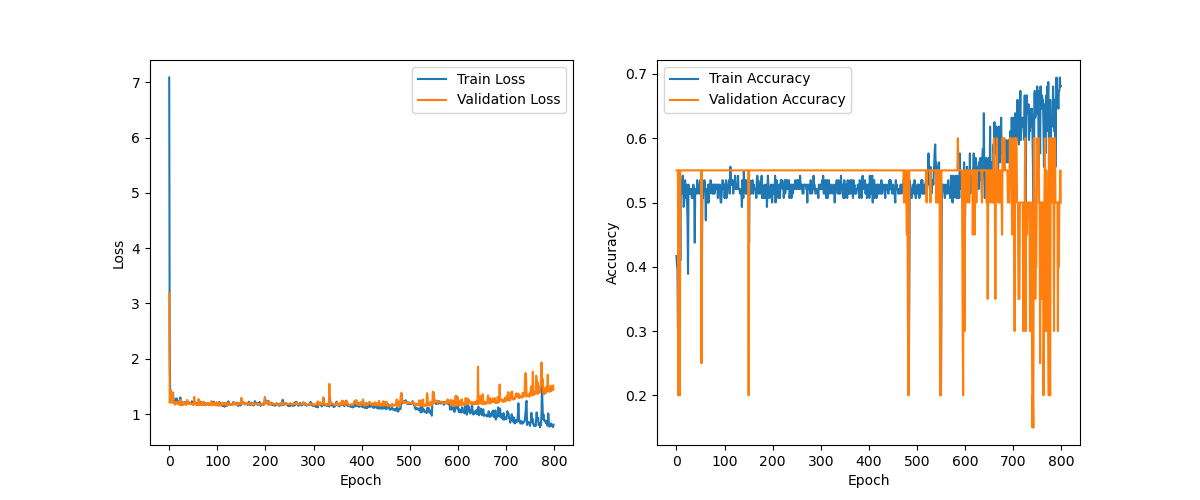 Train Loss
Validation Loss
7
6
5
4
3
2
1
Loss
0 100 200 300 400 500 600 700 800
Epoch
Train Accuracy
Validation Accuracy
0.7
0.6
0.5
0.4
0.3
0.2
Accuracy
0 100 200 300 400 500 600 700 800
Epoch